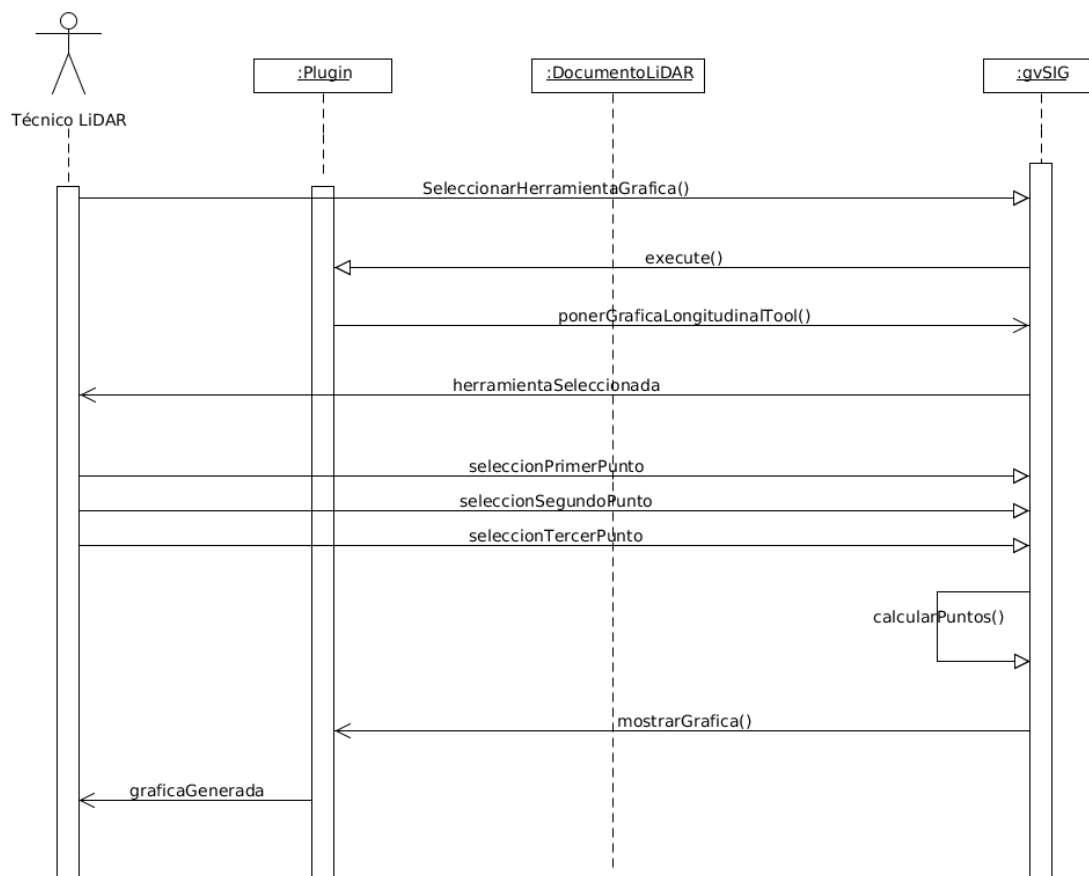 :Plugin
:DocumentoLiDAR
:gvSIG
Técnico LiDAR
SeleccionarHerramientaGrafica()
execute()
ponerGraficaLongitudinalTool()
herramientaSeleccionada
seleccionPrimerPunto
seleccionSegundoPunto
seleccionTercerPunto
calcularPuntos()
mostrarGrafica()
graficaGenerada